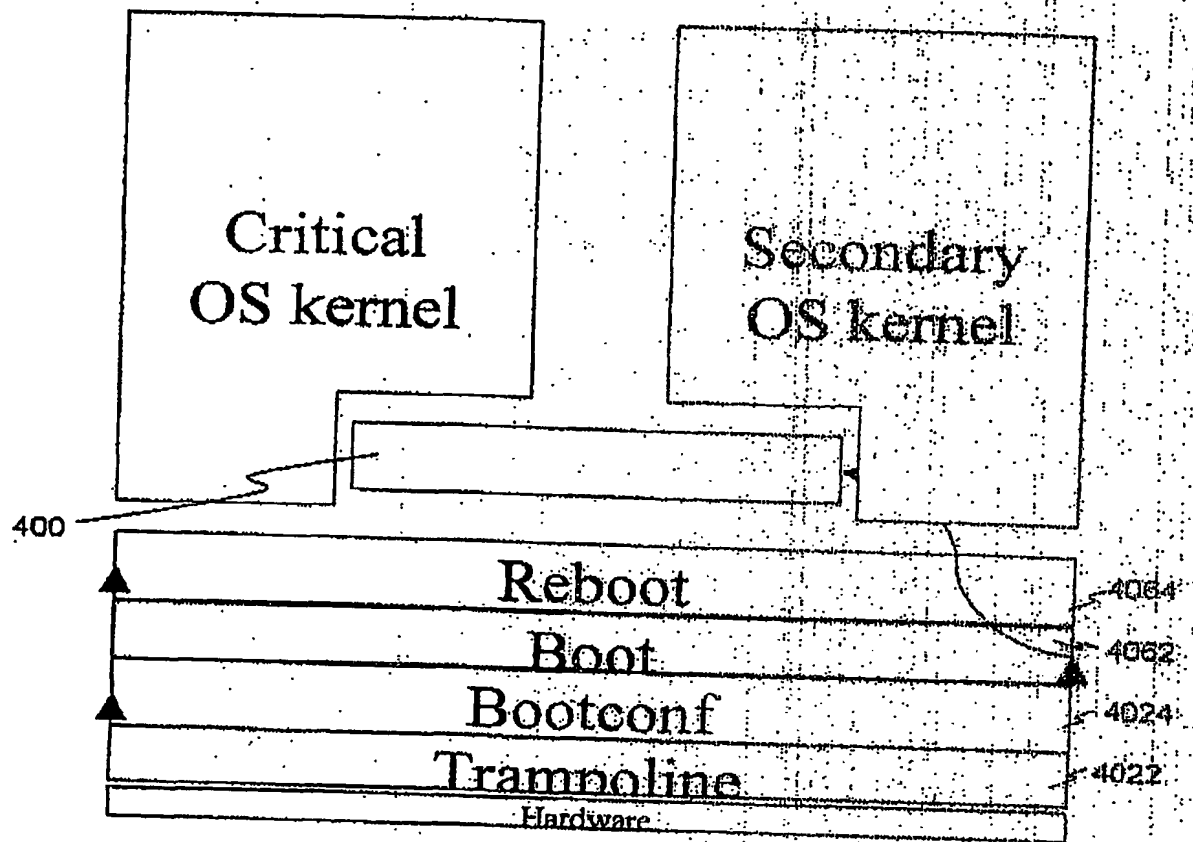 Critical
OS kernel
Secondary
OS kernel
400
Reboot
4064
Boot
4062
Bootconf
4024
Trampoline
4022
Hardware